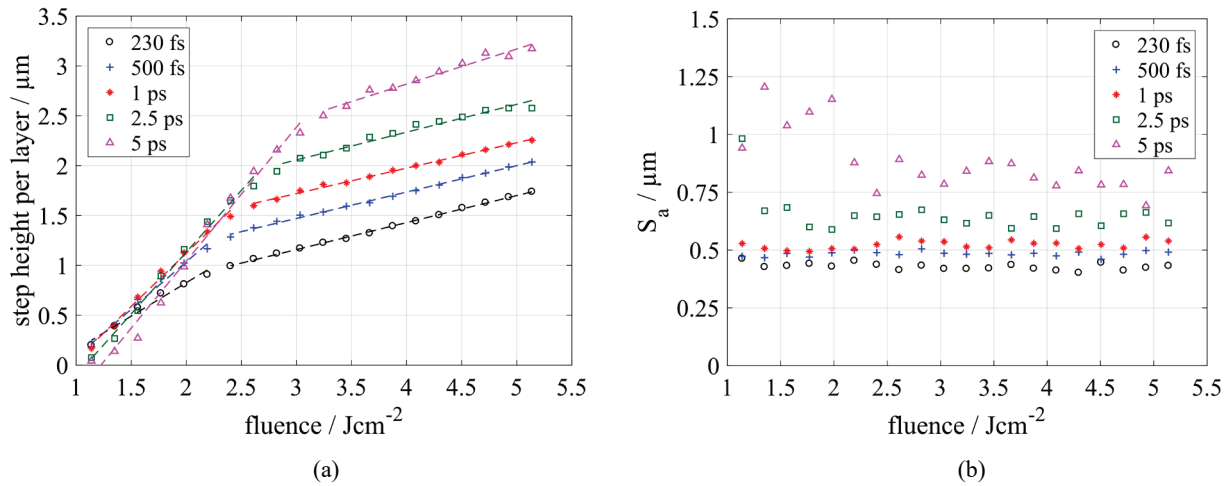 3.5
3
2.5
2
1.5
1
0.5
0
step height per layer / µm
230 fs
500 fs
1 ps
2.5 ps
5 ps
1 1.5 2 2.5 3 3.5 4 4.5 5 5.5
fluence / Jcm-2
(a)
1.5
1.25
1
0.75
0.5
0.25
0
Sa / µm
230 fs
500 fs
1 ps
2.5 ps
5 ps
1 1.5 2 2.5 3 3.5 4 4.5 5 5.5
fluence / Jcm-2
(b)